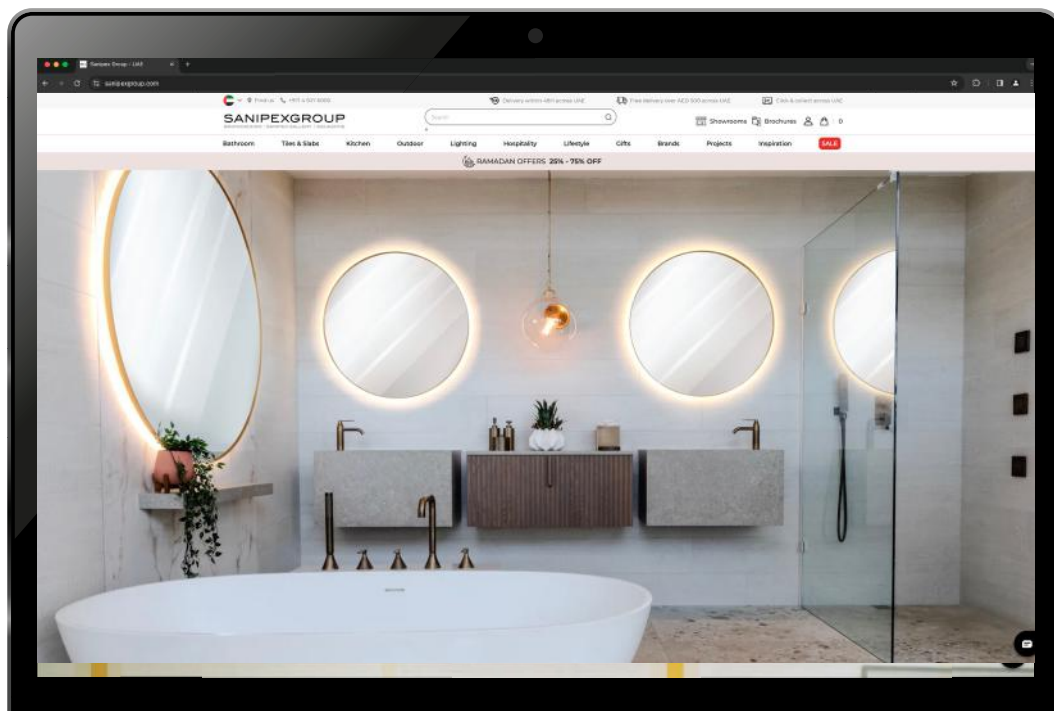 Sanipex Group - UAE
sanipexgroup.com
Find us
Delivery within 48H across UAE
Free delivery over AED 500 across UAE
Click & collect across UAE
SANIPEXGROUP
Search
Showrooms
Brochures
0
Bathroom
Tiles & Slabs
Kitchen
Outdoor
Lighting
Hospitality
Lifestyle
Gifts
Brands
Projects
Inspiration
SALE
RAMADAN OFFERS 25% - 75% OFF